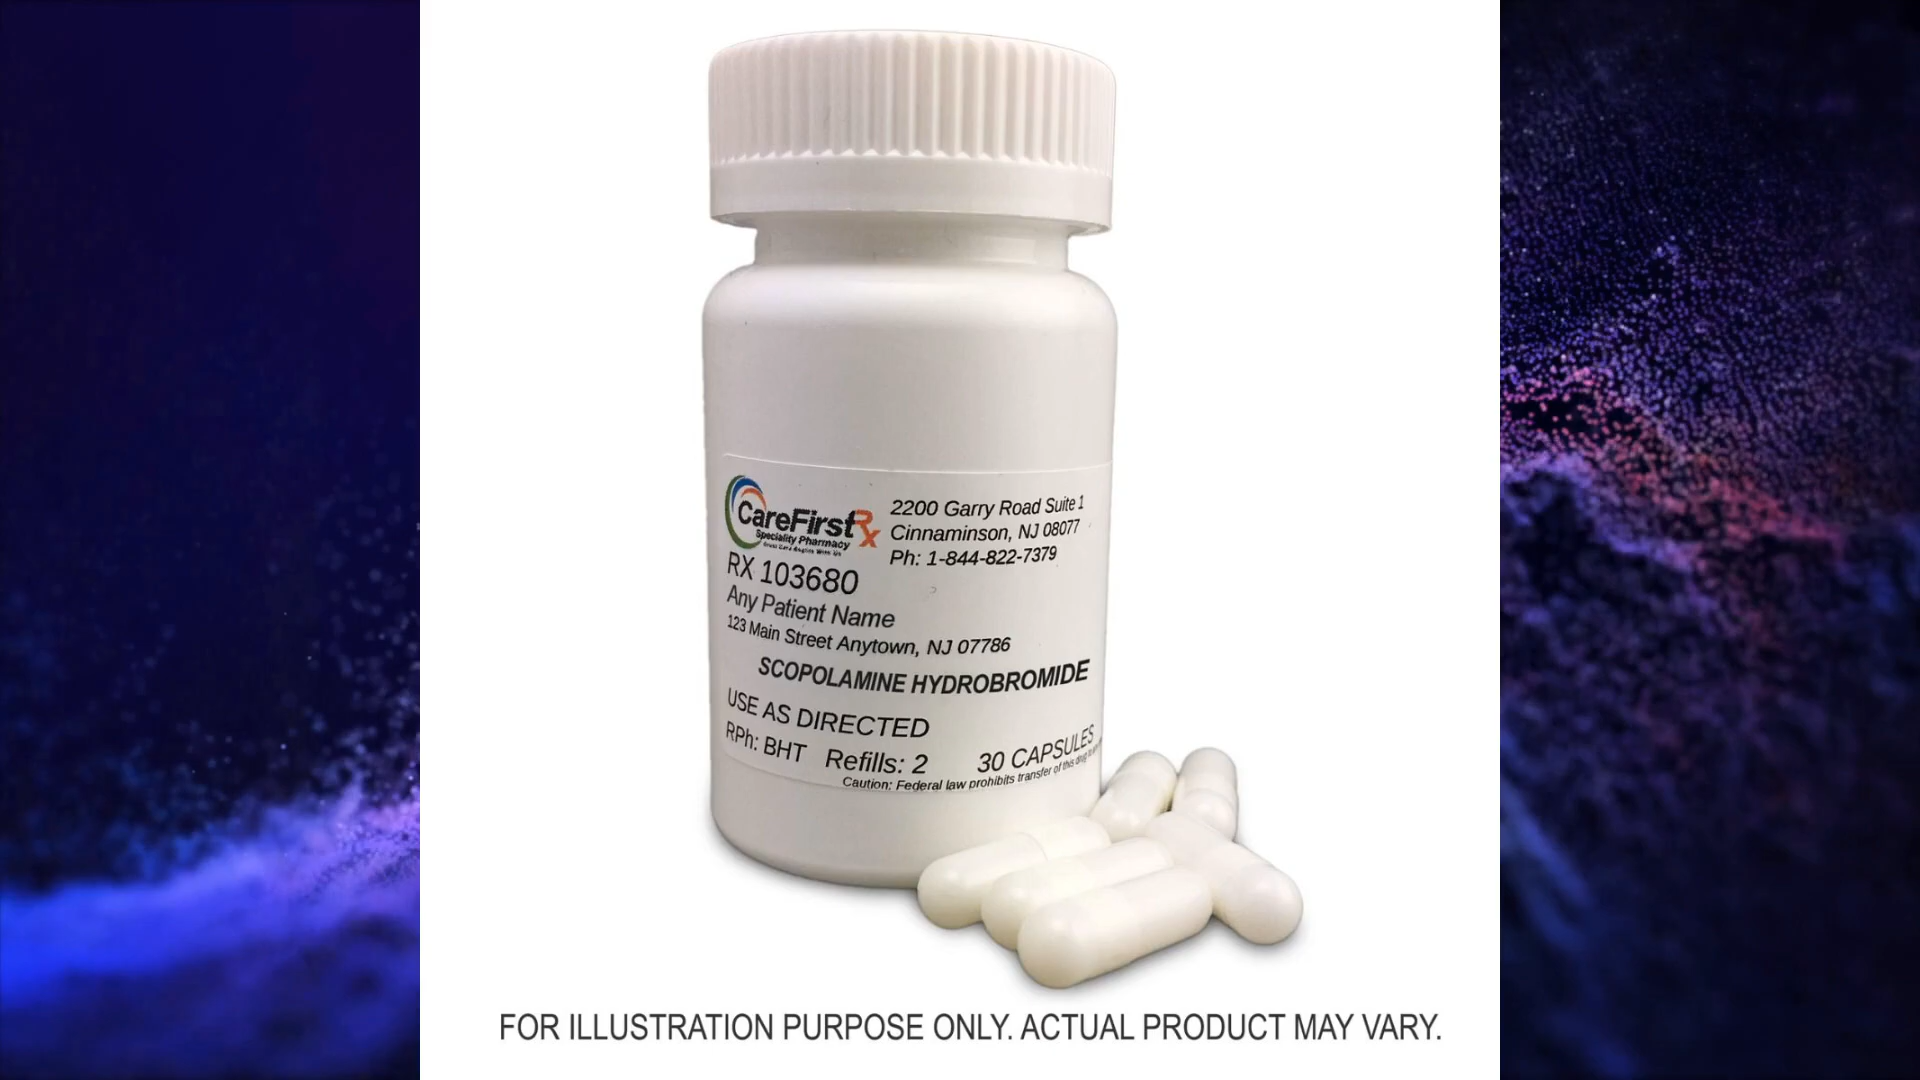 CareFirst Rx
Speciality Pharmacy
2200 Garry Road Suite 1
Cinnaminson, NJ 08077
Ph: 1-844-822-7379
RX 103680
Any Patient Name
123 Main Street Anytown, NJ 07786
SCOPOLAMINE HYDROBROMIDE
USE AS DIRECTED
RPh: BHT Refills: 2 30 CAPSULES
Caution: Federal law prohibits transfer of this drug to
FOR ILLUSTRATION PURPOSE ONLY. ACTUAL PRODUCT MAY VARY.